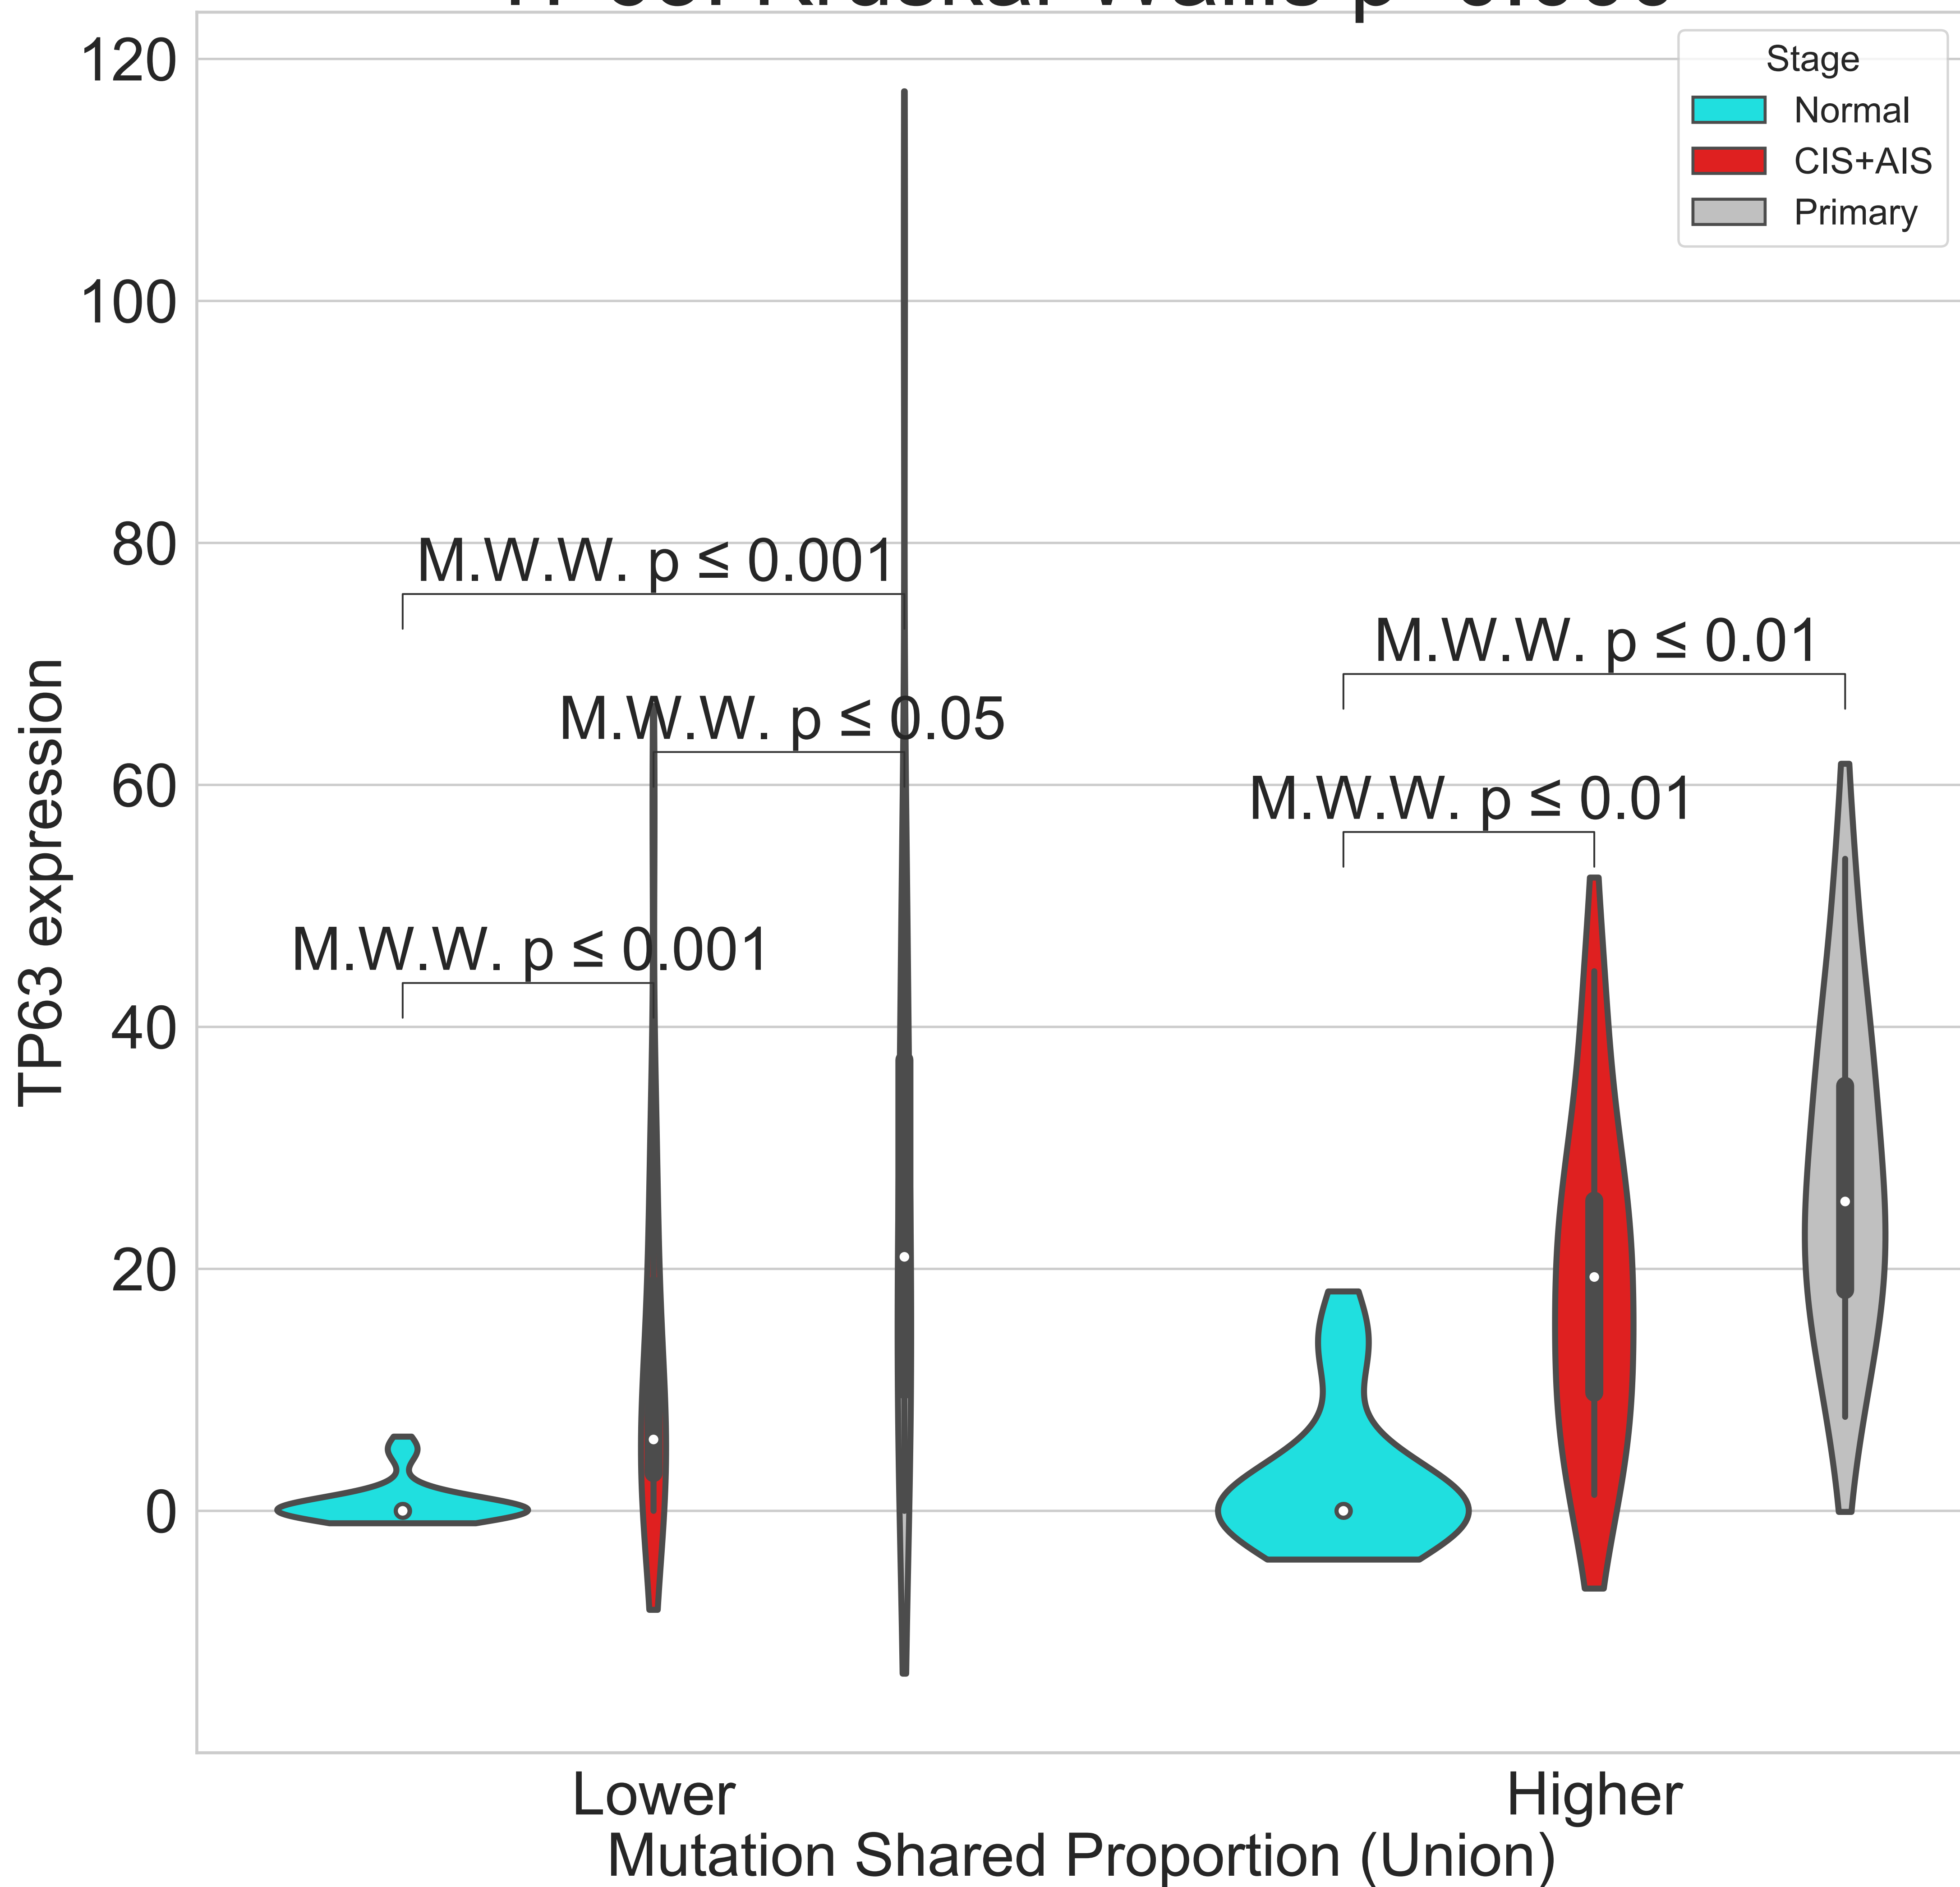 120
100
80
60
40
20
0
TP63 expression
Stage
Normal
CIS+AIS
Primary
M.W.W. p ≤ 0.001
M.W.W. p ≤ 0.05
M.W.W. p ≤ 0.001
M.W.W. p ≤ 0.01
M.W.W. p ≤ 0.01
Lower
Higher
Mutation Shared Proportion (Union)